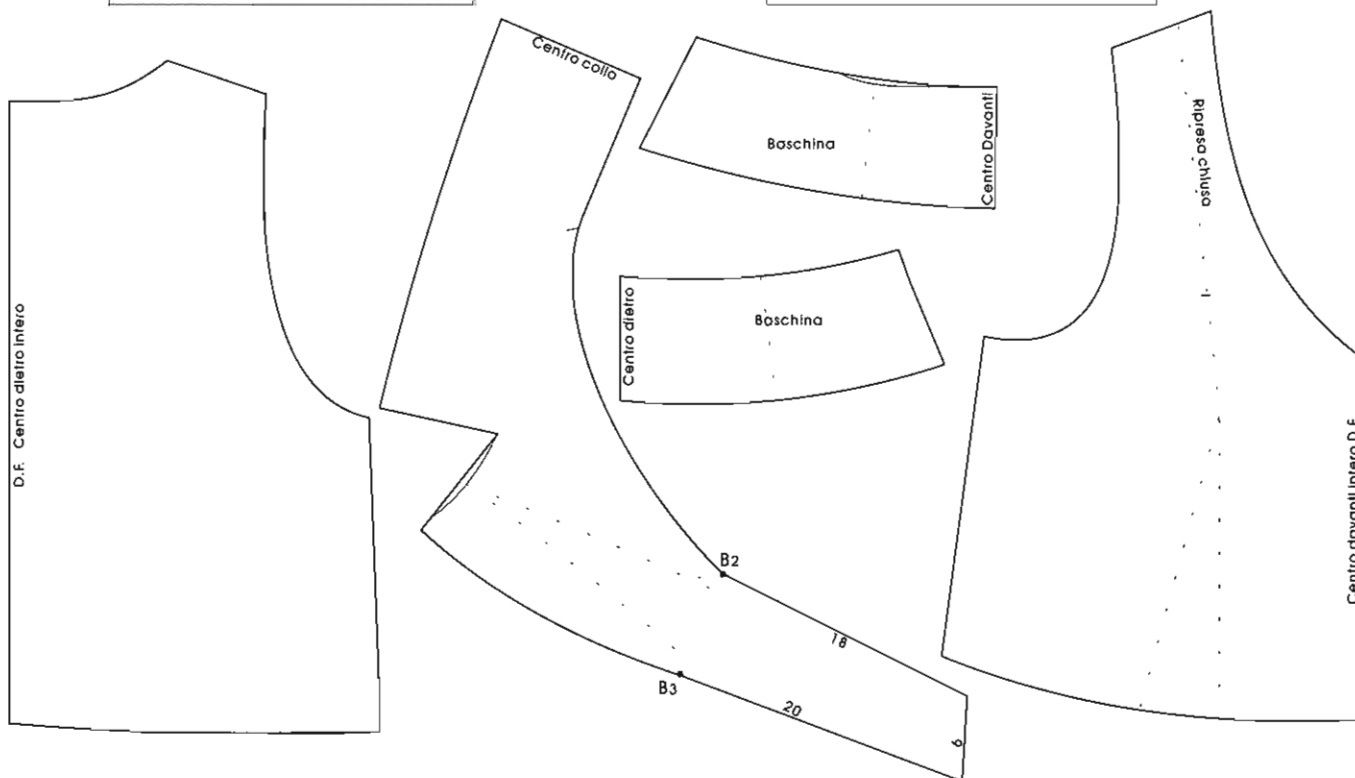 Centro collo
Boschina
Centro Davanti
Ripresa chiusa
Centro dietro
Boschina
D.F. Centro dietro intero
Centro davanti intero D.F.
B2
18
B3
20
6